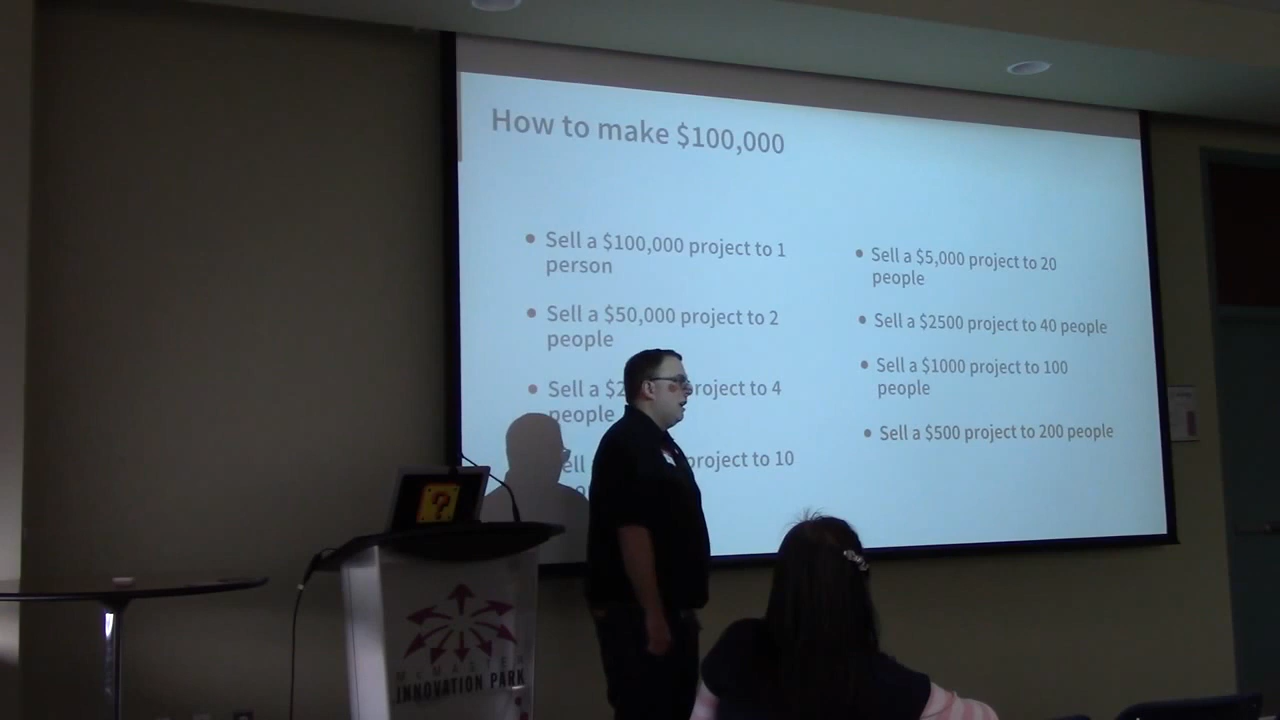 How to make $100,000
Sell a $100,000 project to 1
person
Sell a $50,000 project to 2
people
Sell a $2 project to 4
people
project to 10
Sell a $5,000 project to 20
people
Sell a $2500 project to 40 people
Sell a $1000 project to 100
people
Sell a $500 project to 200 people
?
McMASTER
INNOVATION PARK